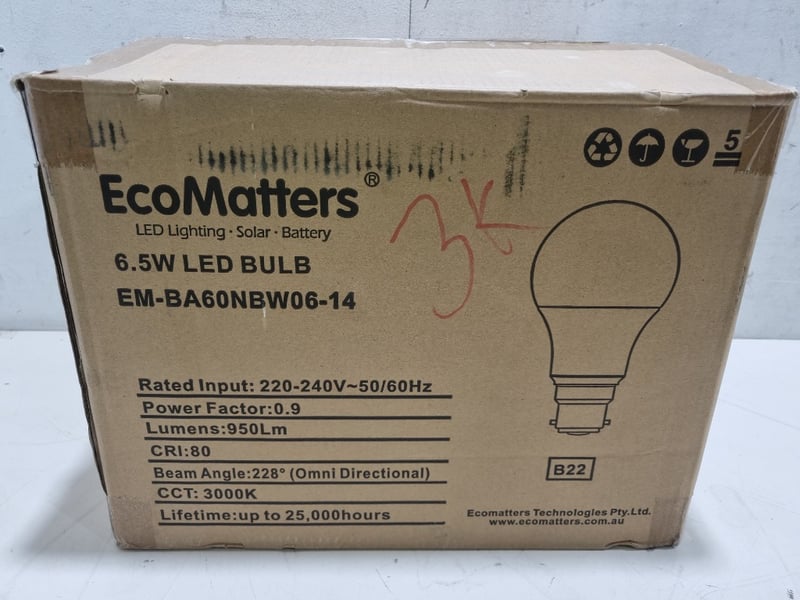 5
EcoMatters®
LED Lighting · Solar · Battery
3K
6.5W LED BULB
EM-BA60NBW06-14
Rated Input: 220-240V~50/60Hz
Power Factor:0.9
Lumens:950Lm
CRI:80
Beam Angle:228° (Omni Directional)
CCT: 3000K
Lifetime:up to 25,000hours
B22
Ecomatters Technologies Pty.Ltd.
www.ecomatters.com.au